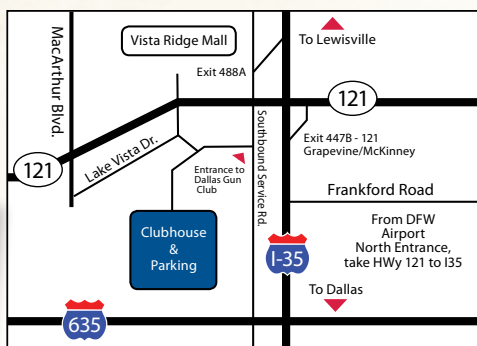 MacArthur Blvd.
Vista Ridge Mall
To Lewisville
Exit 488A
121
Exit 447B - 121
Grapevine/McKinney
121
Lake Vista Dr.
Entrance to
Dallas Gun
Club
Southbound Service Rd.
Frankford Road
Clubhouse
&
Parking
I-35
From DFW
Airport
North Entrance,
take HWy 121 to I35
To Dallas
635